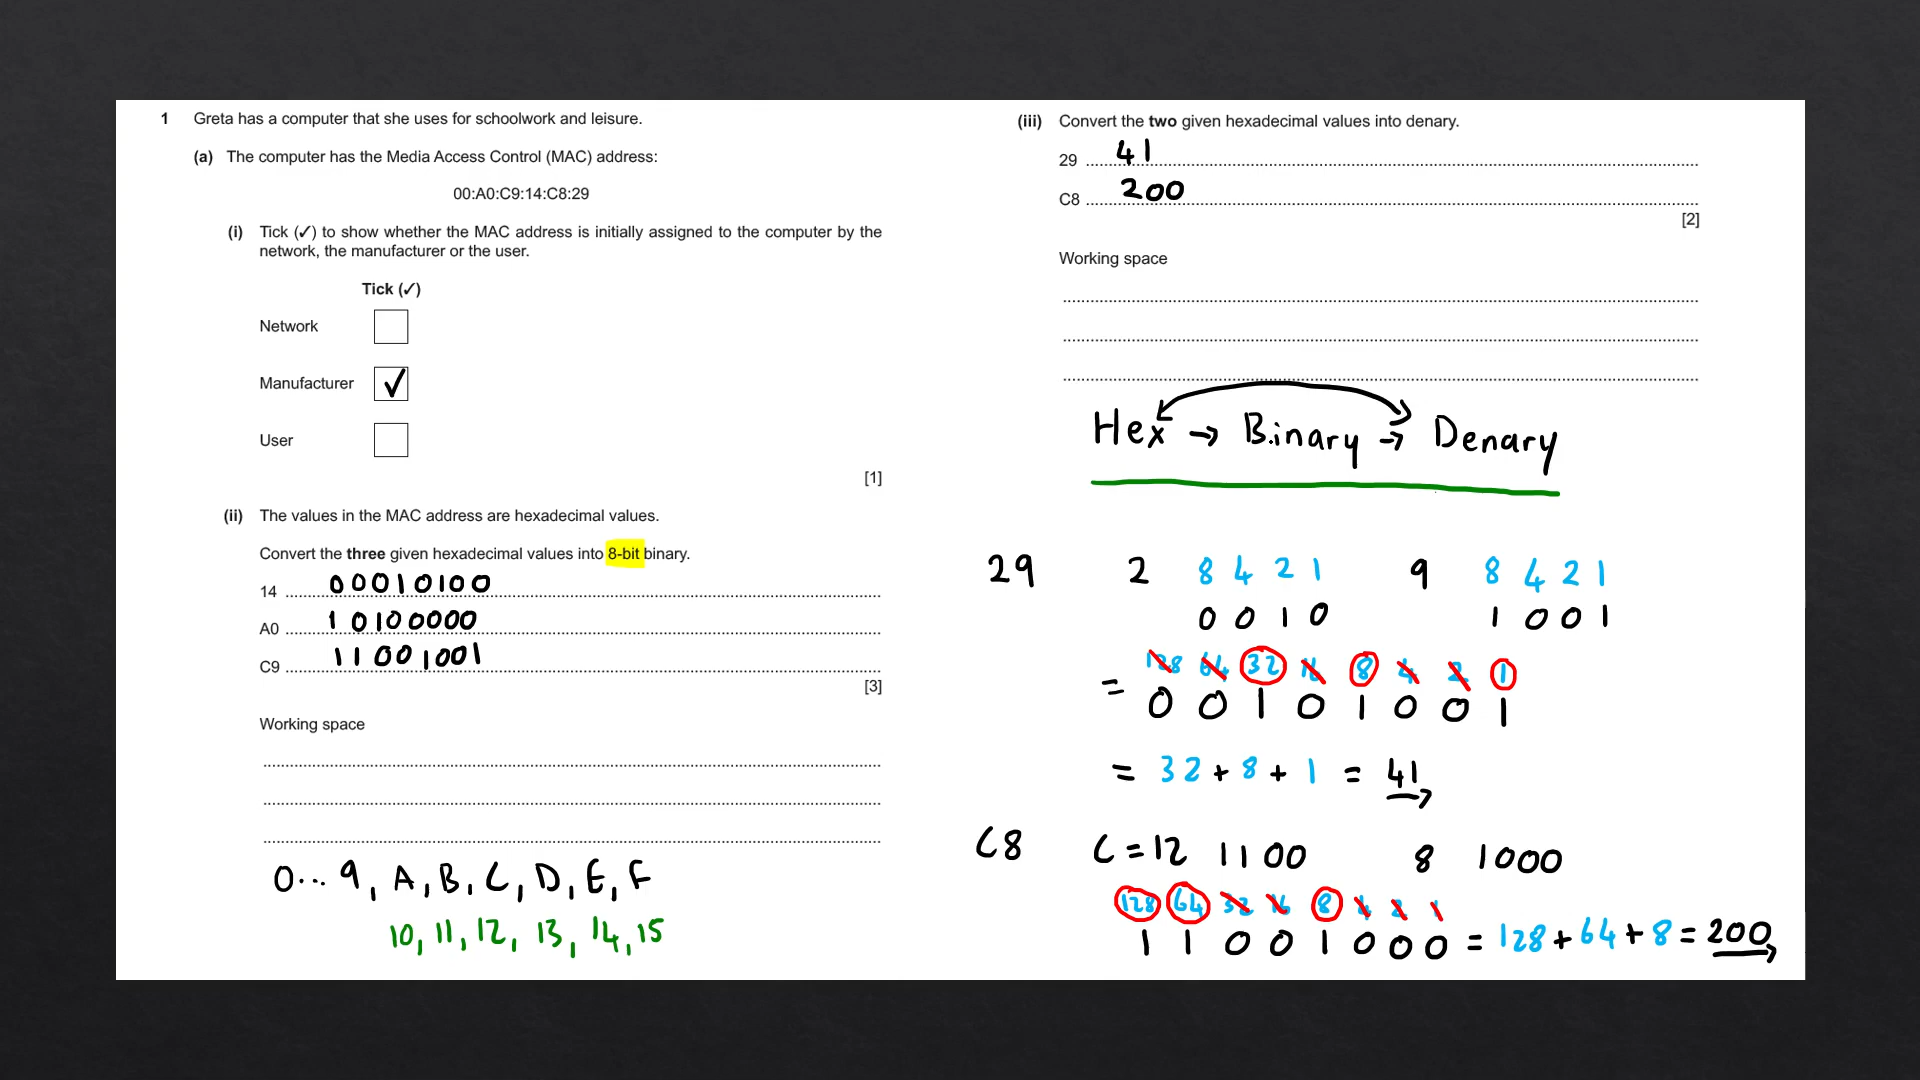 1 Greta has a computer that she uses for schoolwork and leisure.
(a) The computer has the Media Access Control (MAC) address:
00:A0:C9:14:C8:29
(i) Tick (✓) to show whether the MAC address is initially assigned to the computer by the
network, the manufacturer or the user.
Tick (✓)
Network
Manufacturer ✓
User
[1]
(ii) The values in the MAC address are hexadecimal values.
Convert the three given hexadecimal values into 8-bit binary.
14 00010100
A0 10100000
C9 11001001
[3]
Working space
0... 9, A, B, C, D, E, F
10, 11, 12, 13, 14, 15
(iii) Convert the two given hexadecimal values into denary.
29 41
C8 200
[2]
Working space
Hex → Binary → Denary
29 2 8 4 2 1 9 8 4 2 1
0 0 1 0 1 0 0 1
128 64 32 16 8 4 2 1
= 0 0 1 0 1 0 0 1
= 32 + 8 + 1 = 41
C8 C = 12 1100 8 1000
128 64 32 16 8 4 2 1
1 1 0 0 1 0 0 0 = 128 + 64 + 8 = 200